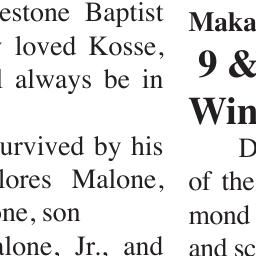 estone Baptist
loved Kosse,
always be in
urvived by his
lores Malone,
ne, son
alone, Jr., and
Maka
9 &
Win
D
of the
mond
and sc